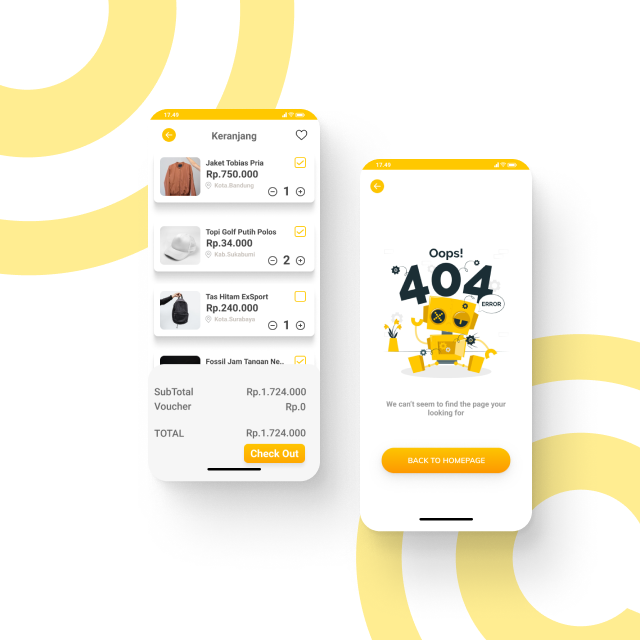 17.49
Keranjang
Jaket Tobias Pria
Rp.750.000
Kota.Bandung
1
Topi Golf Putih Polos
Rp.34.000
Kab.Sukabumi
2
Tas Hitam ExSport
Rp.240.000
Kota.Surabaya
1
Fossil Jam Tangan Ne..
SubTotal Rp.1.724.000
Voucher Rp.0
TOTAL Rp.1.724.000
Check Out
17.49
Oops!
404
ERROR
We can't seem to find the page your
looking for
BACK TO HOMEPAGE